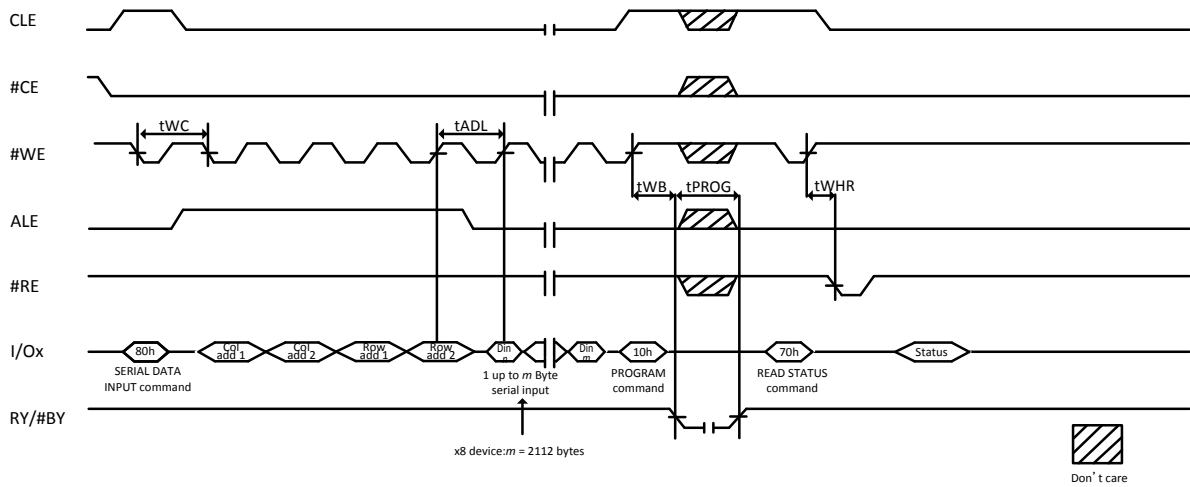 CLE
#CE
tWC
tADL
#WE
tWB
tPROG
tWHR
ALE
#RE
I/Ox
80h
Col
add 1
Col
add 2
Row
add 1
Row
add 2
Din
n
Din
m
10h
70h
Status
SERIAL DATA
INPUT command
1 up to m Byte
serial input
PROGRAM
command
READ STATUS
command
RY/#BY
x8 device:m = 2112 bytes
Don’t care